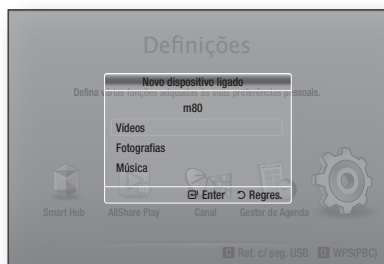 Definições
Novo dispositivo ligado
Defina várias funções adquadas às suas preferências pessoais.
m80
Vídeos
Fotografias
Música
Enter Regres.
Smart Hub AllShare Play Canal Gestor de Agenda
C Ret. c/ seg. USB D WPS(PBC)